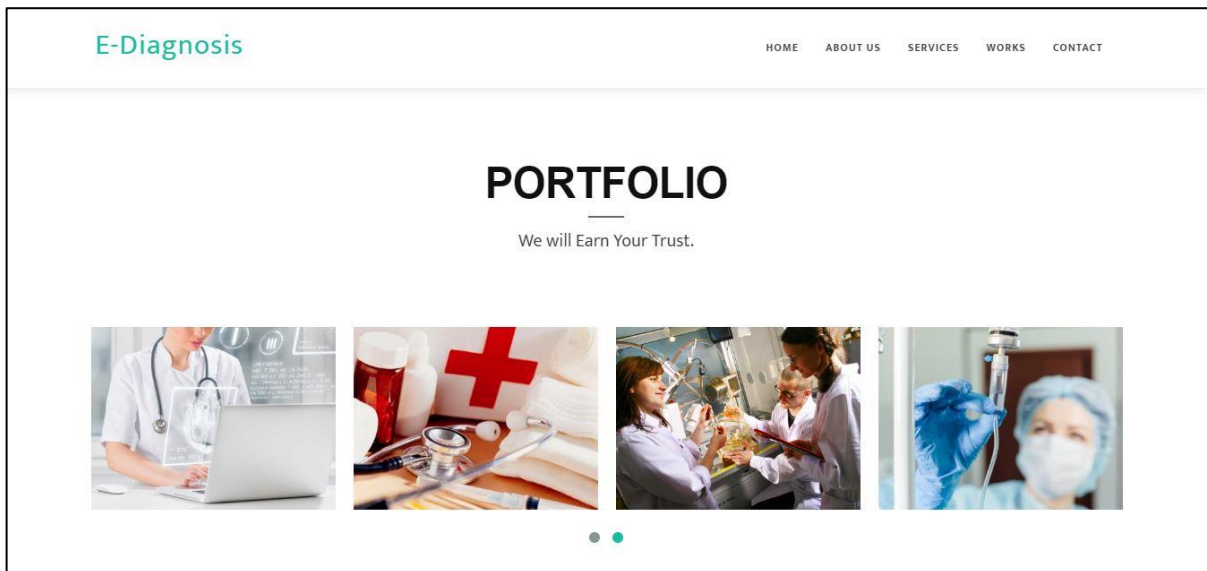 E-Diagnosis
HOME ABOUT US SERVICES WORKS CONTACT
PORTFOLIO
We will Earn Your Trust.